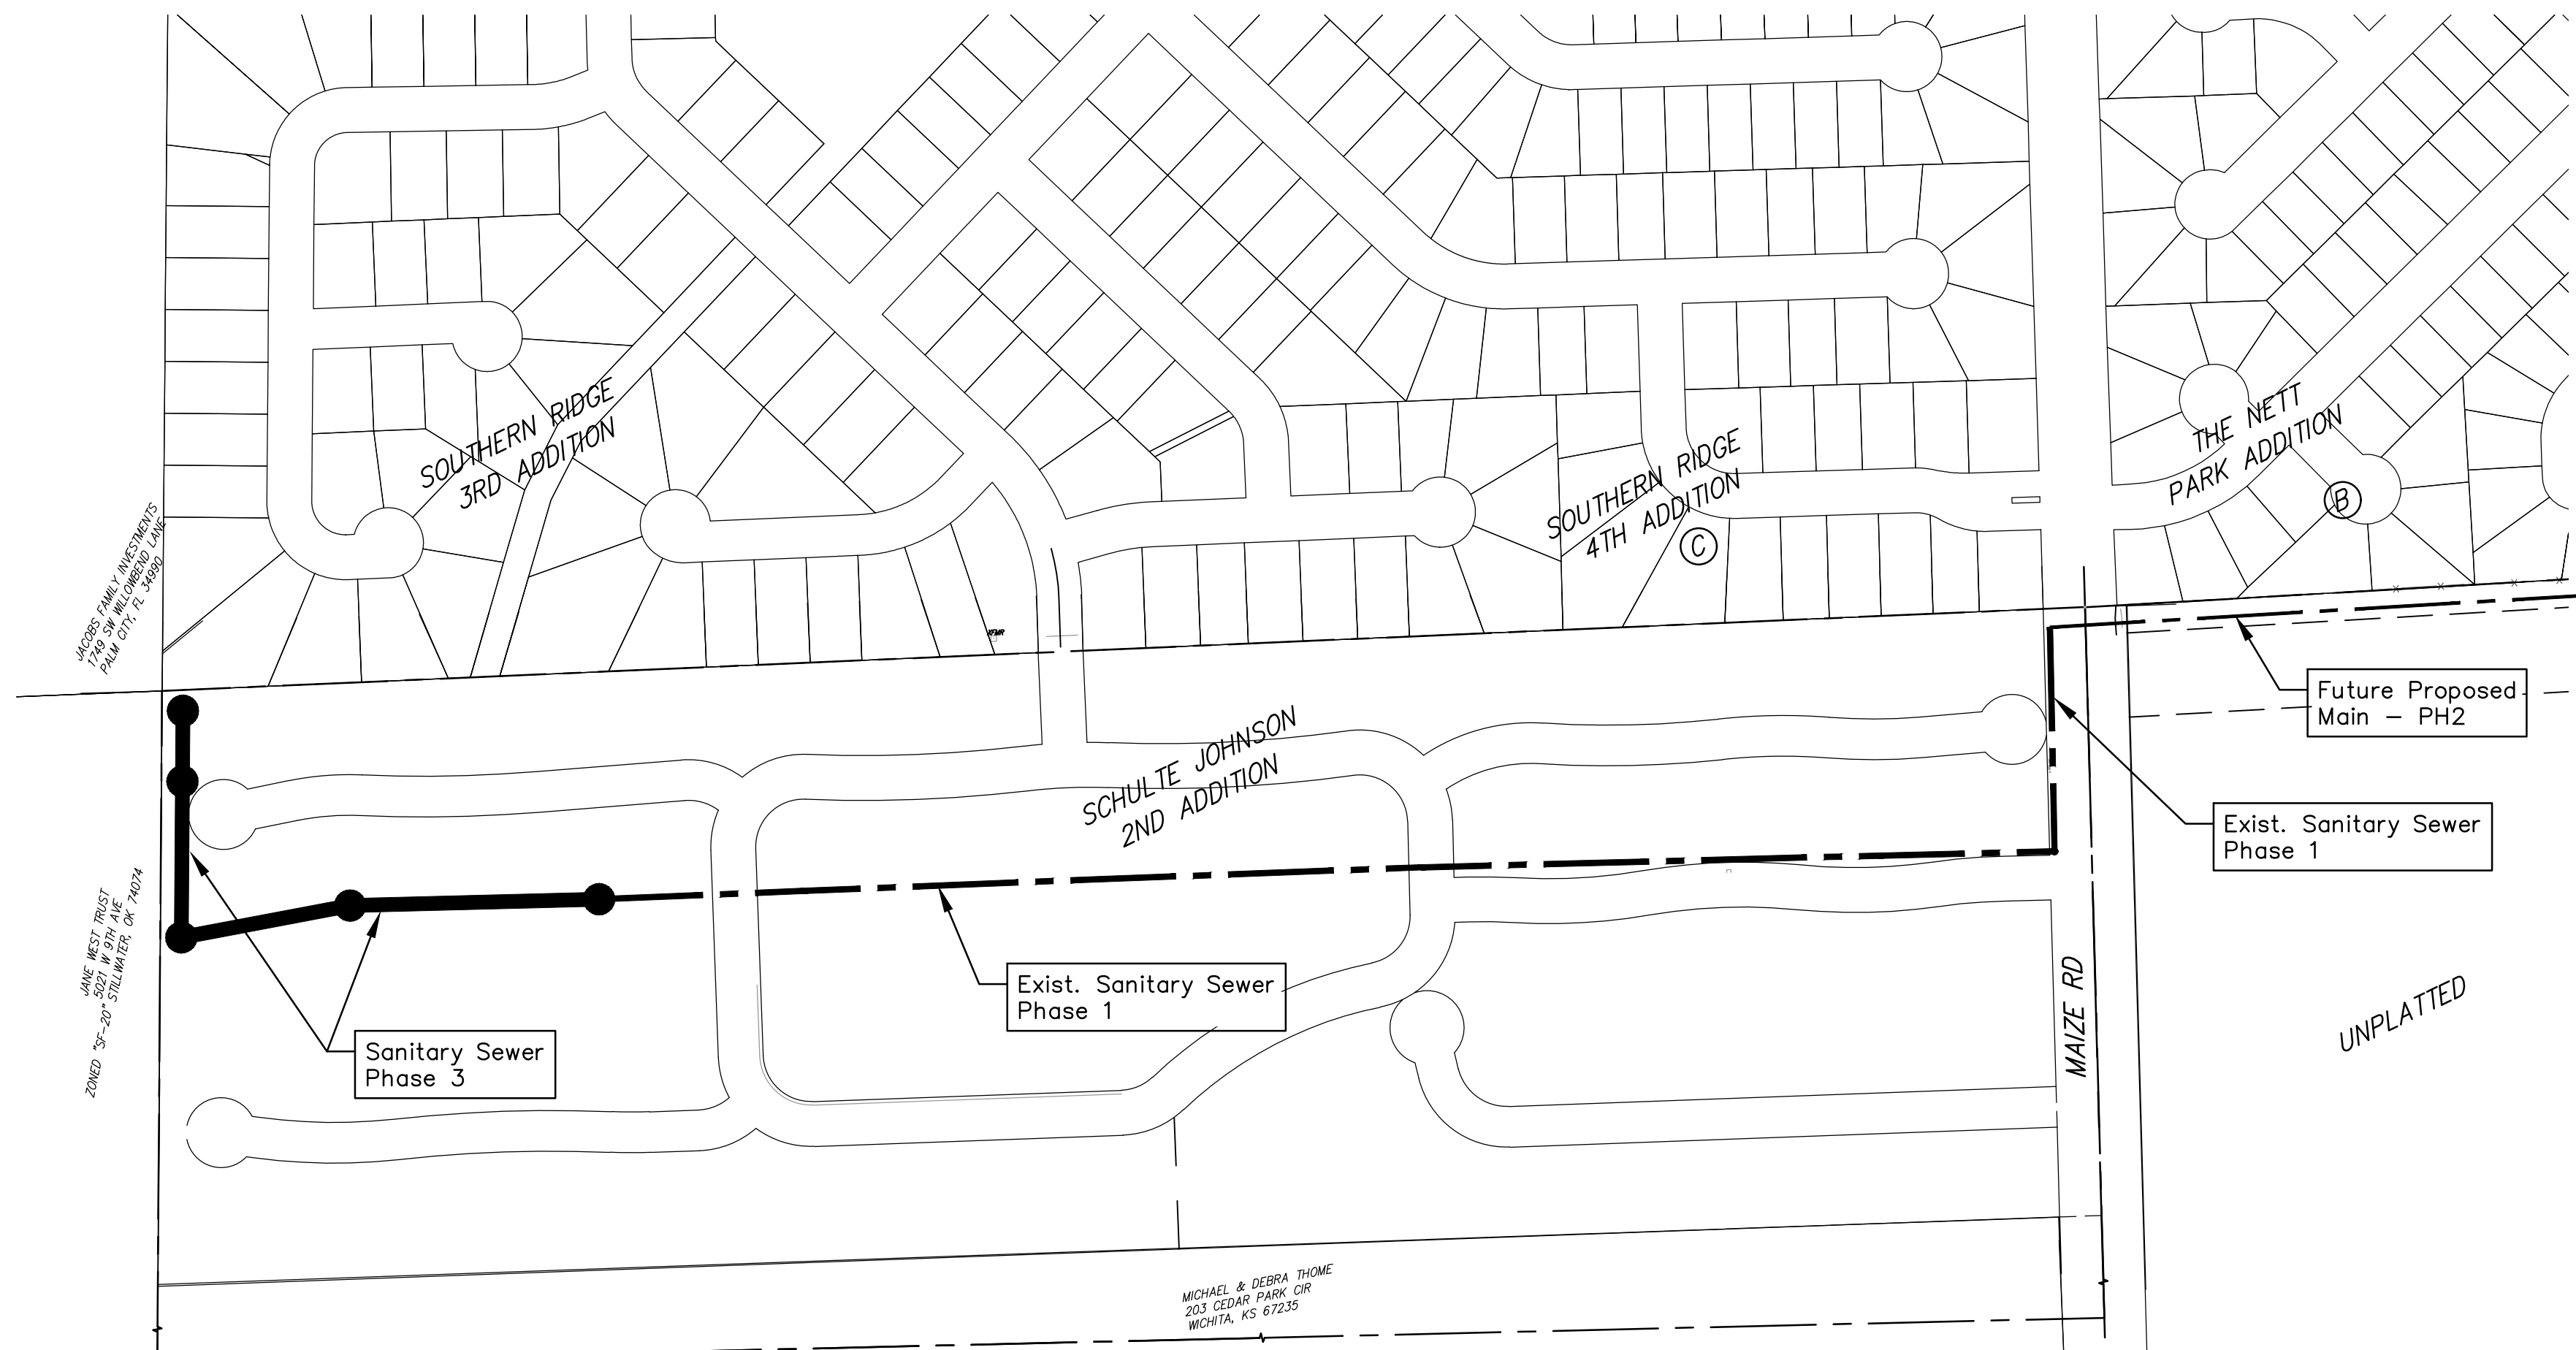 SOUTHERN RIDGE
3RD ADDITION
SOUTHERN RIDGE
4TH ADDITION
C
THE NETT
PARK ADDITION
B
JACOBS FAMILY INVESTMENTS
1749 SW WILLOWBEND LANE
PALM CITY, FL 34990
XFMR
Future Proposed
Main - PH2
SCHULTE JOHNSON
2ND ADDITION
Exist. Sanitary Sewer
Phase 1
JANE WEST TRUST
5021 W 9TH AVE
STILLWATER, OK 74074
ZONED "SF-20"
Exist. Sanitary Sewer
Phase 1
MAIZE RD
UNPLATTED
Sanitary Sewer
Phase 3
MICHAEL & DEBRA THOME
203 CEDAR PARK CIR
WICHITA, KS 67235